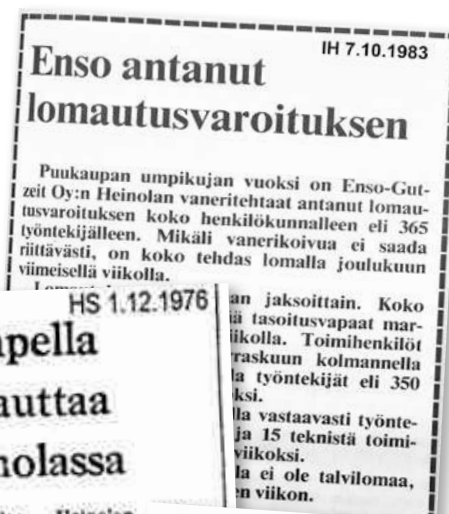 IH 7.10.1983
Enso antanut
lomautusvaroituksen
Puukaupan umpikujan vuoksi on Enso-Gut-
zeit Oy:n Heinolan vaneritehtaat antanut lomau-
tusvaroituksen koko henkilökunnalleen eli 365
työntekijälleen. Mikäli vanerikoivua ei saada
riittävästi, on koko tehdas lomalla joulukuun
viimeisellä viikolla.
an jaksoittain. Koko
ä tasoitusvapaat mar-
ikolla. Toimihenkilöt
raskuun kolmannella
a työntekijät eli 350
ksi.
lla vastaavasti työnte-
ja 15 teknistä toimi-
viikoksi.
la ei ole talvilomaa,
en viikon.
HS 1.12.1976
pella
auttaa
nolassa